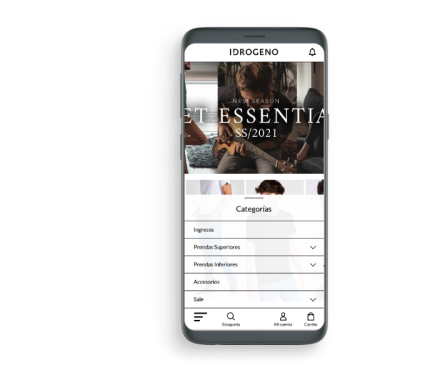 IDROGENO
NEW SEASON
ET ESSENTIA
SS/2021
Categorías
Ingresos
Prendas Superiores
Prendas Inferiores
Accesorios
Sale
Búsqueda
Mi cuenta
Carrito